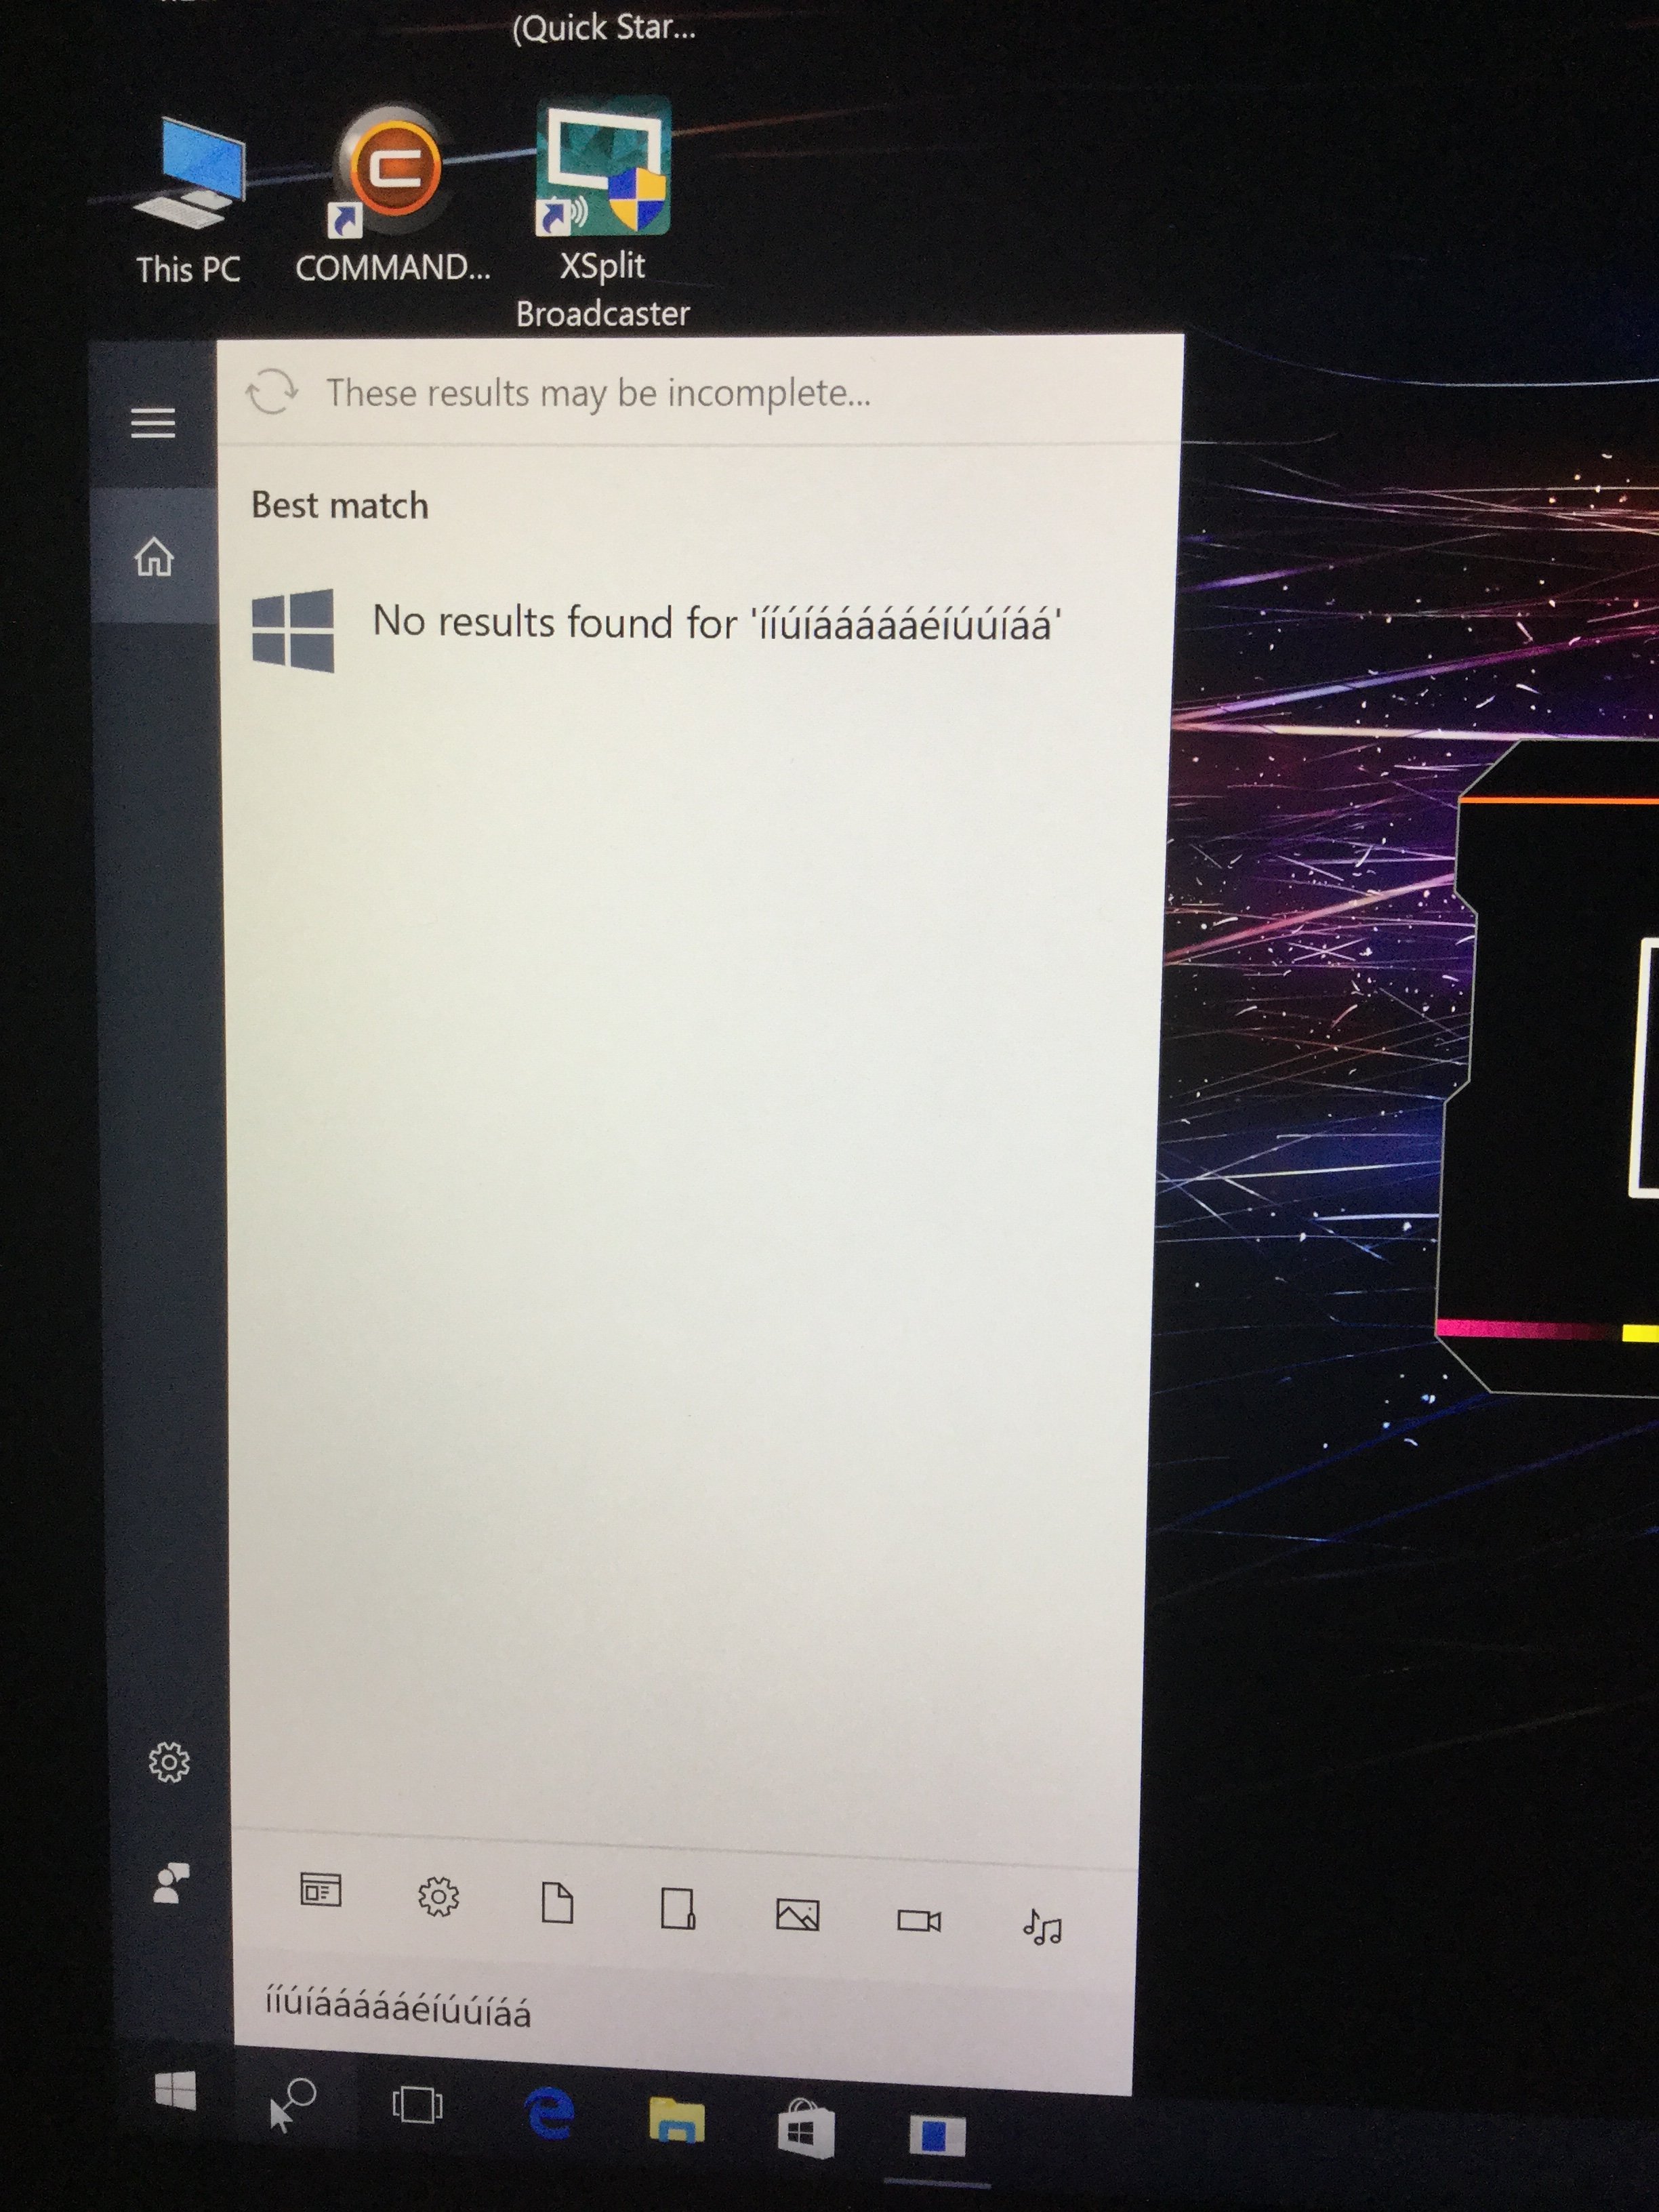 (Quick Star...
This PC
COMMAND...
XSplit
Broadcaster
These results may be incomplete...
Best match
No results found for 'ííúíáááááéíúúíáá'
ííúíáááááéíúúíáá